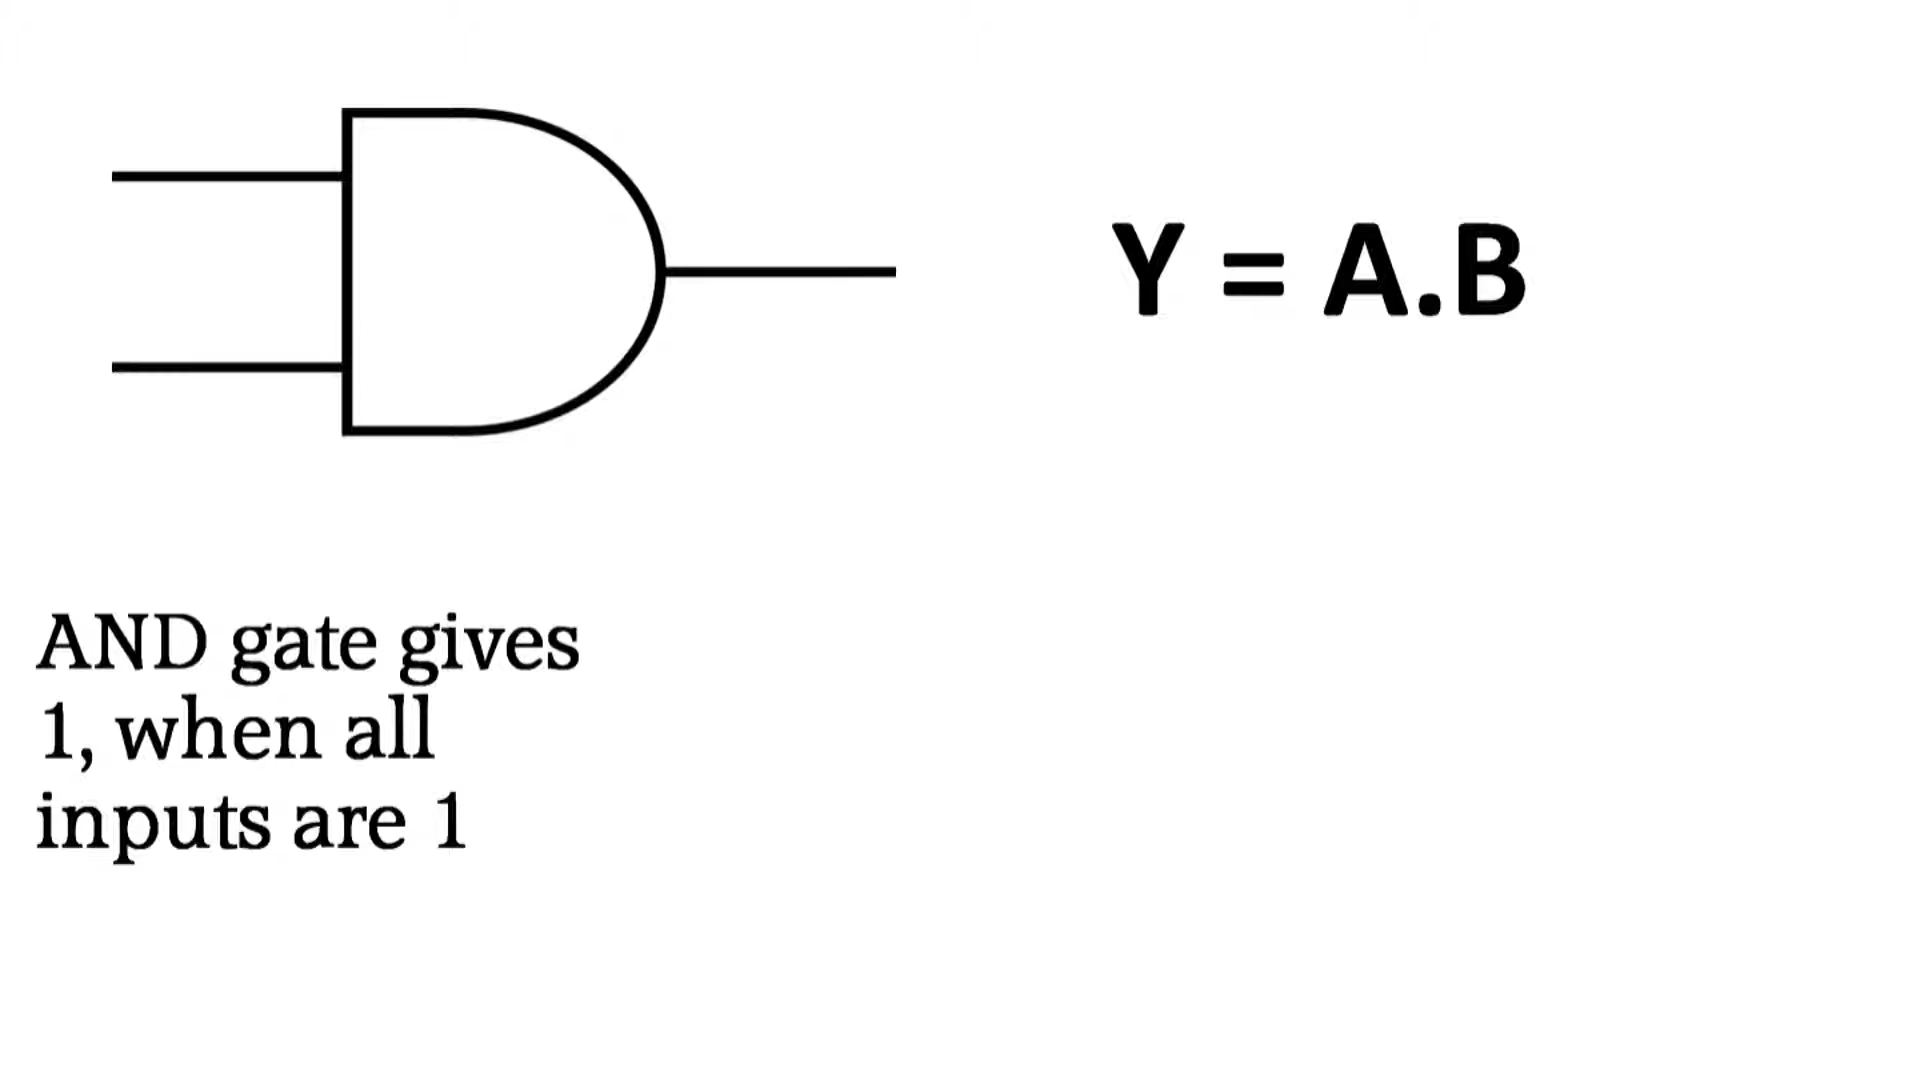 Y = A.B
AND gate gives
1, when all
inputs are 1